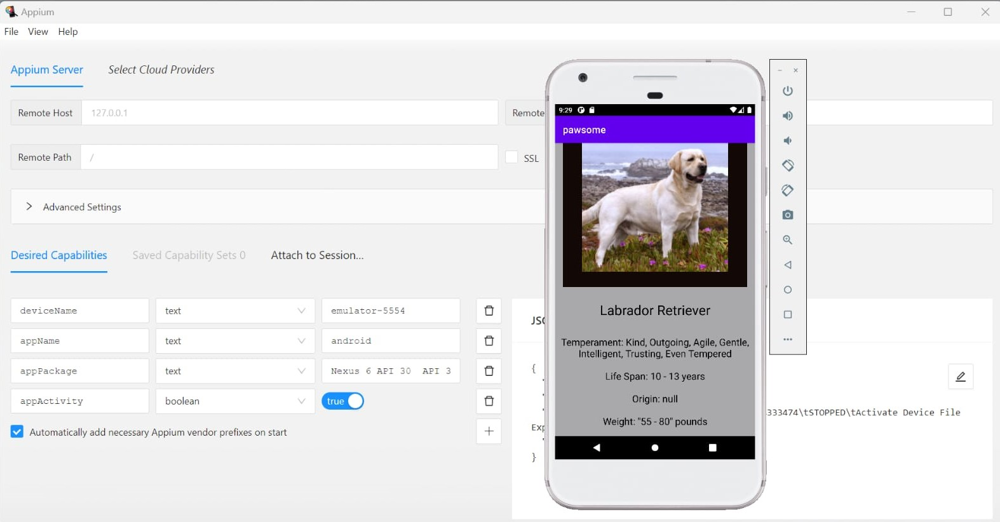 Appium
File View Help
Appium Server Select Cloud Providers
Remote Host 127.0.0.1 Remote
Remote Path / SSL
Advanced Settings
Desired Capabilities Saved Capability Sets 0 Attach to Session...
deviceName text emulator-5554
appName text android
appPackage text Nexus 6 API 30  API 3
appActivity boolean true
Automatically add necessary Appium vendor prefixes on start
{
333474\tSTOPPED\tActivate Device File
}
9:29
pawsome
Labrador Retriever
Temperament: Kind, Outgoing, Agile, Gentle,
Intelligent, Trusting, Even Tempered
Life Span: 10 - 13 years
Origin: null
Weight: "55 - 80" pounds